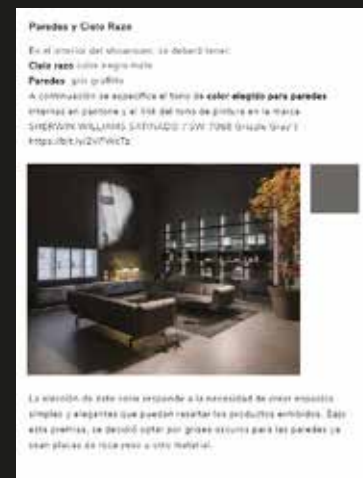 Paredes y Cielo Raso
En el interior del showroom, se deberá tener:
Cielo raso color negro mate
Paredes gris graffito
A continuación se especifica el tono de color elegido para paredes
internas en pantone y el link del tono de pintura en la marca
SHERWIN WILLIAMS SATINADO / SW 7068 Grizzle Gray
La elección de este tono responde a la necesidad de crear espacios
simples y elegantes que puedan resaltar los productos exhibidos. Bajo
esta premisa, se decidió optar por grises oscuros para las paredes ya
sean placas de roca yeso u otro material.